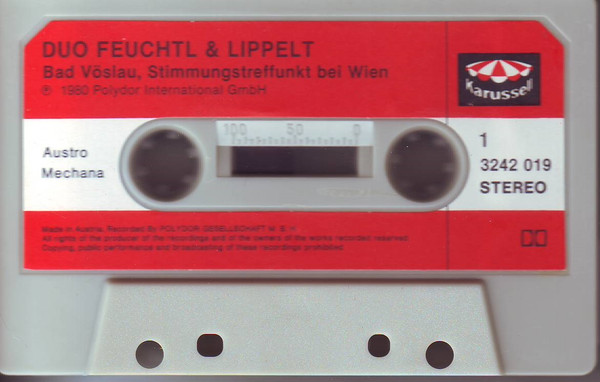 DUO FEUCHTL & LIPPELT
Bad Vöslau, Stimmungstreffunkt bei Wien
℗ 1980 Polydor International GmbH
Karussell
100 50 0
Austro
Mechana
1
3242 019
STEREO
Made in Austria. Recorded By POLYDOR GESELLSCHAFT M. B. H.
All rights of the producer of the recordings and of the owners of the works recorded reserved
Copying, public performance and broadcasting of these recordings prohibited